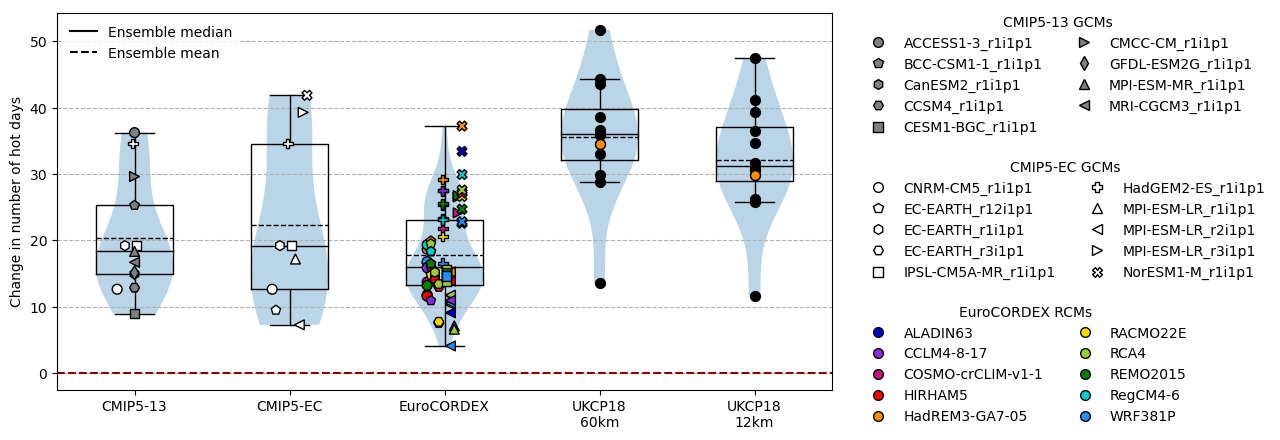 Change in number of hot days
50
40
30
20
10
0
Ensemble median
Ensemble mean
CMIP5-13
CMIP5-EC
EuroCORDEX
UKCP18
60km
UKCP18
12km
CMIP5-13 GCMs
ACCESS1-3_r1i1p1
BCC-CSM1-1_r1i1p1
CanESM2_r1i1p1
CCSM4_r1i1p1
CESM1-BGC_r1i1p1
CMCC-CM_r1i1p1
GFDL-ESM2G_r1i1p1
MPI-ESM-MR_r1i1p1
MRI-CGCM3_r1i1p1
CMIP5-EC GCMs
CNRM-CM5_r1i1p1
EC-EARTH_r12i1p1
EC-EARTH_r1i1p1
EC-EARTH_r3i1p1
IPSL-CM5A-MR_r1i1p1
HadGEM2-ES_r1i1p1
MPI-ESM-LR_r1i1p1
MPI-ESM-LR_r2i1p1
MPI-ESM-LR_r3i1p1
NorESM1-M_r1i1p1
EuroCORDEX RCMs
ALADIN63
CCLM4-8-17
COSMO-crCLIM-v1-1
HIRHAM5
HadREM3-GA7-05
RACMO22E
RCA4
REMO2015
RegCM4-6
WRF381P